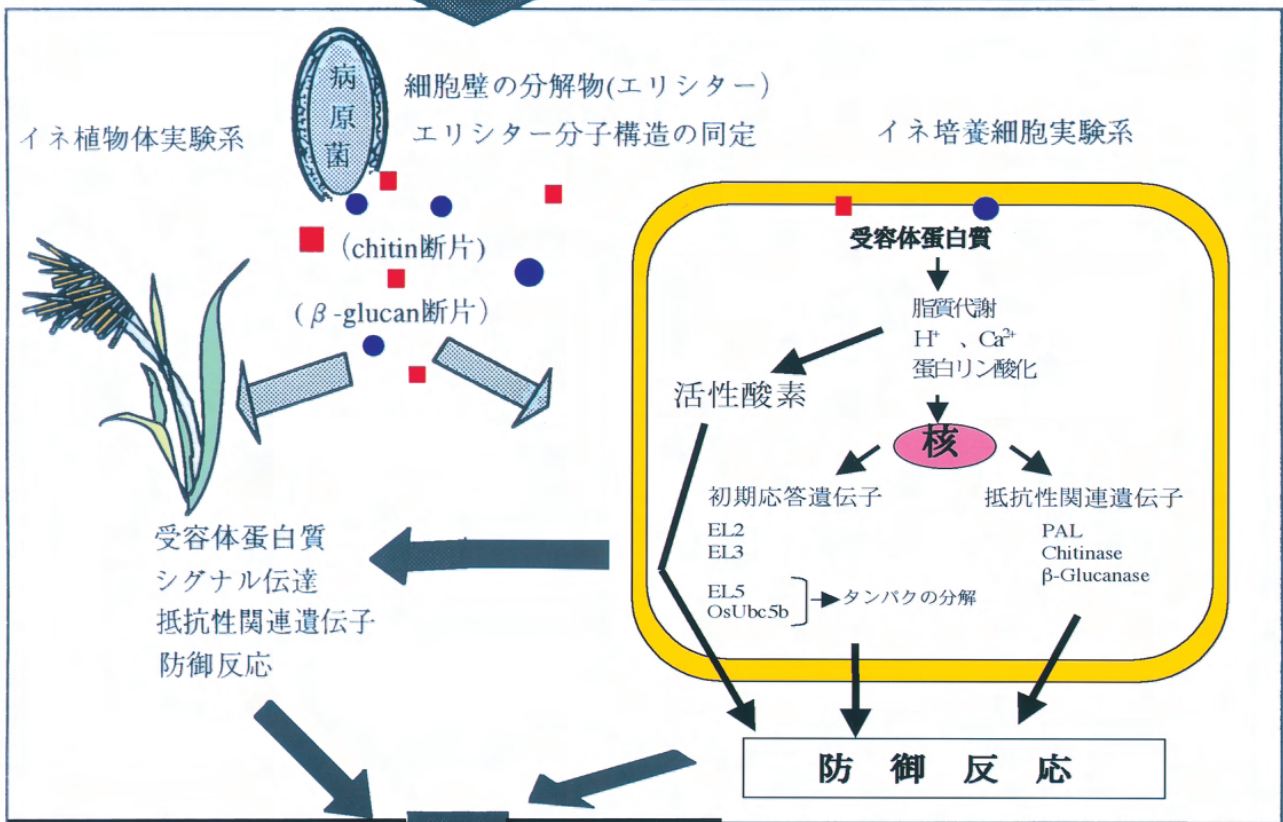 病原菌
細胞壁の分解物(エリシター)
エリシター分子構造の同定
イネ植物体実験系
イネ培養細胞実験系
(chitin断片)
(β-glucan断片)
受容体蛋白質
脂質代謝
H⁺ 、Ca²⁺
蛋白リン酸化
活性酸素
核
初期応答遺伝子
EL2
EL3
EL5
OsUbc5b
タンパクの分解
抵抗性関連遺伝子
PAL
Chitinase
β-Glucanase
受容体蛋白質
シグナル伝達
抵抗性関連遺伝子
防御反応
防 御 反 応